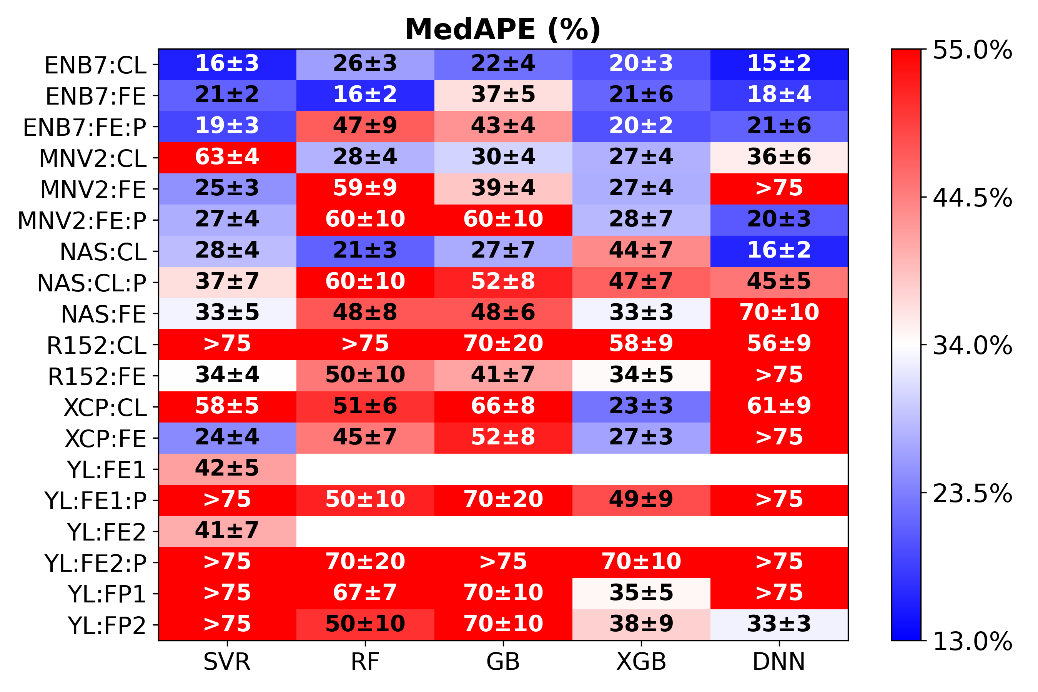 MedAPE (%)
ENB7:CL 16±3 26±3 22±4 20±3 15±2
ENB7:FE 21±2 16±2 37±5 21±6 18±4
ENB7:FE:P 19±3 47±9 43±4 20±2 21±6
MNV2:CL 63±4 28±4 30±4 27±4 36±6
MNV2:FE 25±3 59±9 39±4 27±4 >75
MNV2:FE:P 27±4 60±10 60±10 28±7 20±3
NAS:CL 28±4 21±3 27±7 44±7 16±2
NAS:CL:P 37±7 60±10 52±8 47±7 45±5
NAS:FE 33±5 48±8 48±6 33±3 70±10
R152:CL >75 >75 70±20 58±9 56±9
R152:FE 34±4 50±10 41±7 34±5 >75
XCP:CL 58±5 51±6 66±8 23±3 61±9
XCP:FE 24±4 45±7 52±8 27±3 >75
YL:FE1 42±5
YL:FE1:P >75 50±10 70±20 49±9 >75
YL:FE2 41±7
YL:FE2:P >75 70±20 >75 70±10 >75
YL:FP1 >75 67±7 70±10 35±5 >75
YL:FP2 >75 50±10 70±10 38±9 33±3
SVR RF GB XGB DNN
55.0%
44.5%
34.0%
23.5%
13.0%